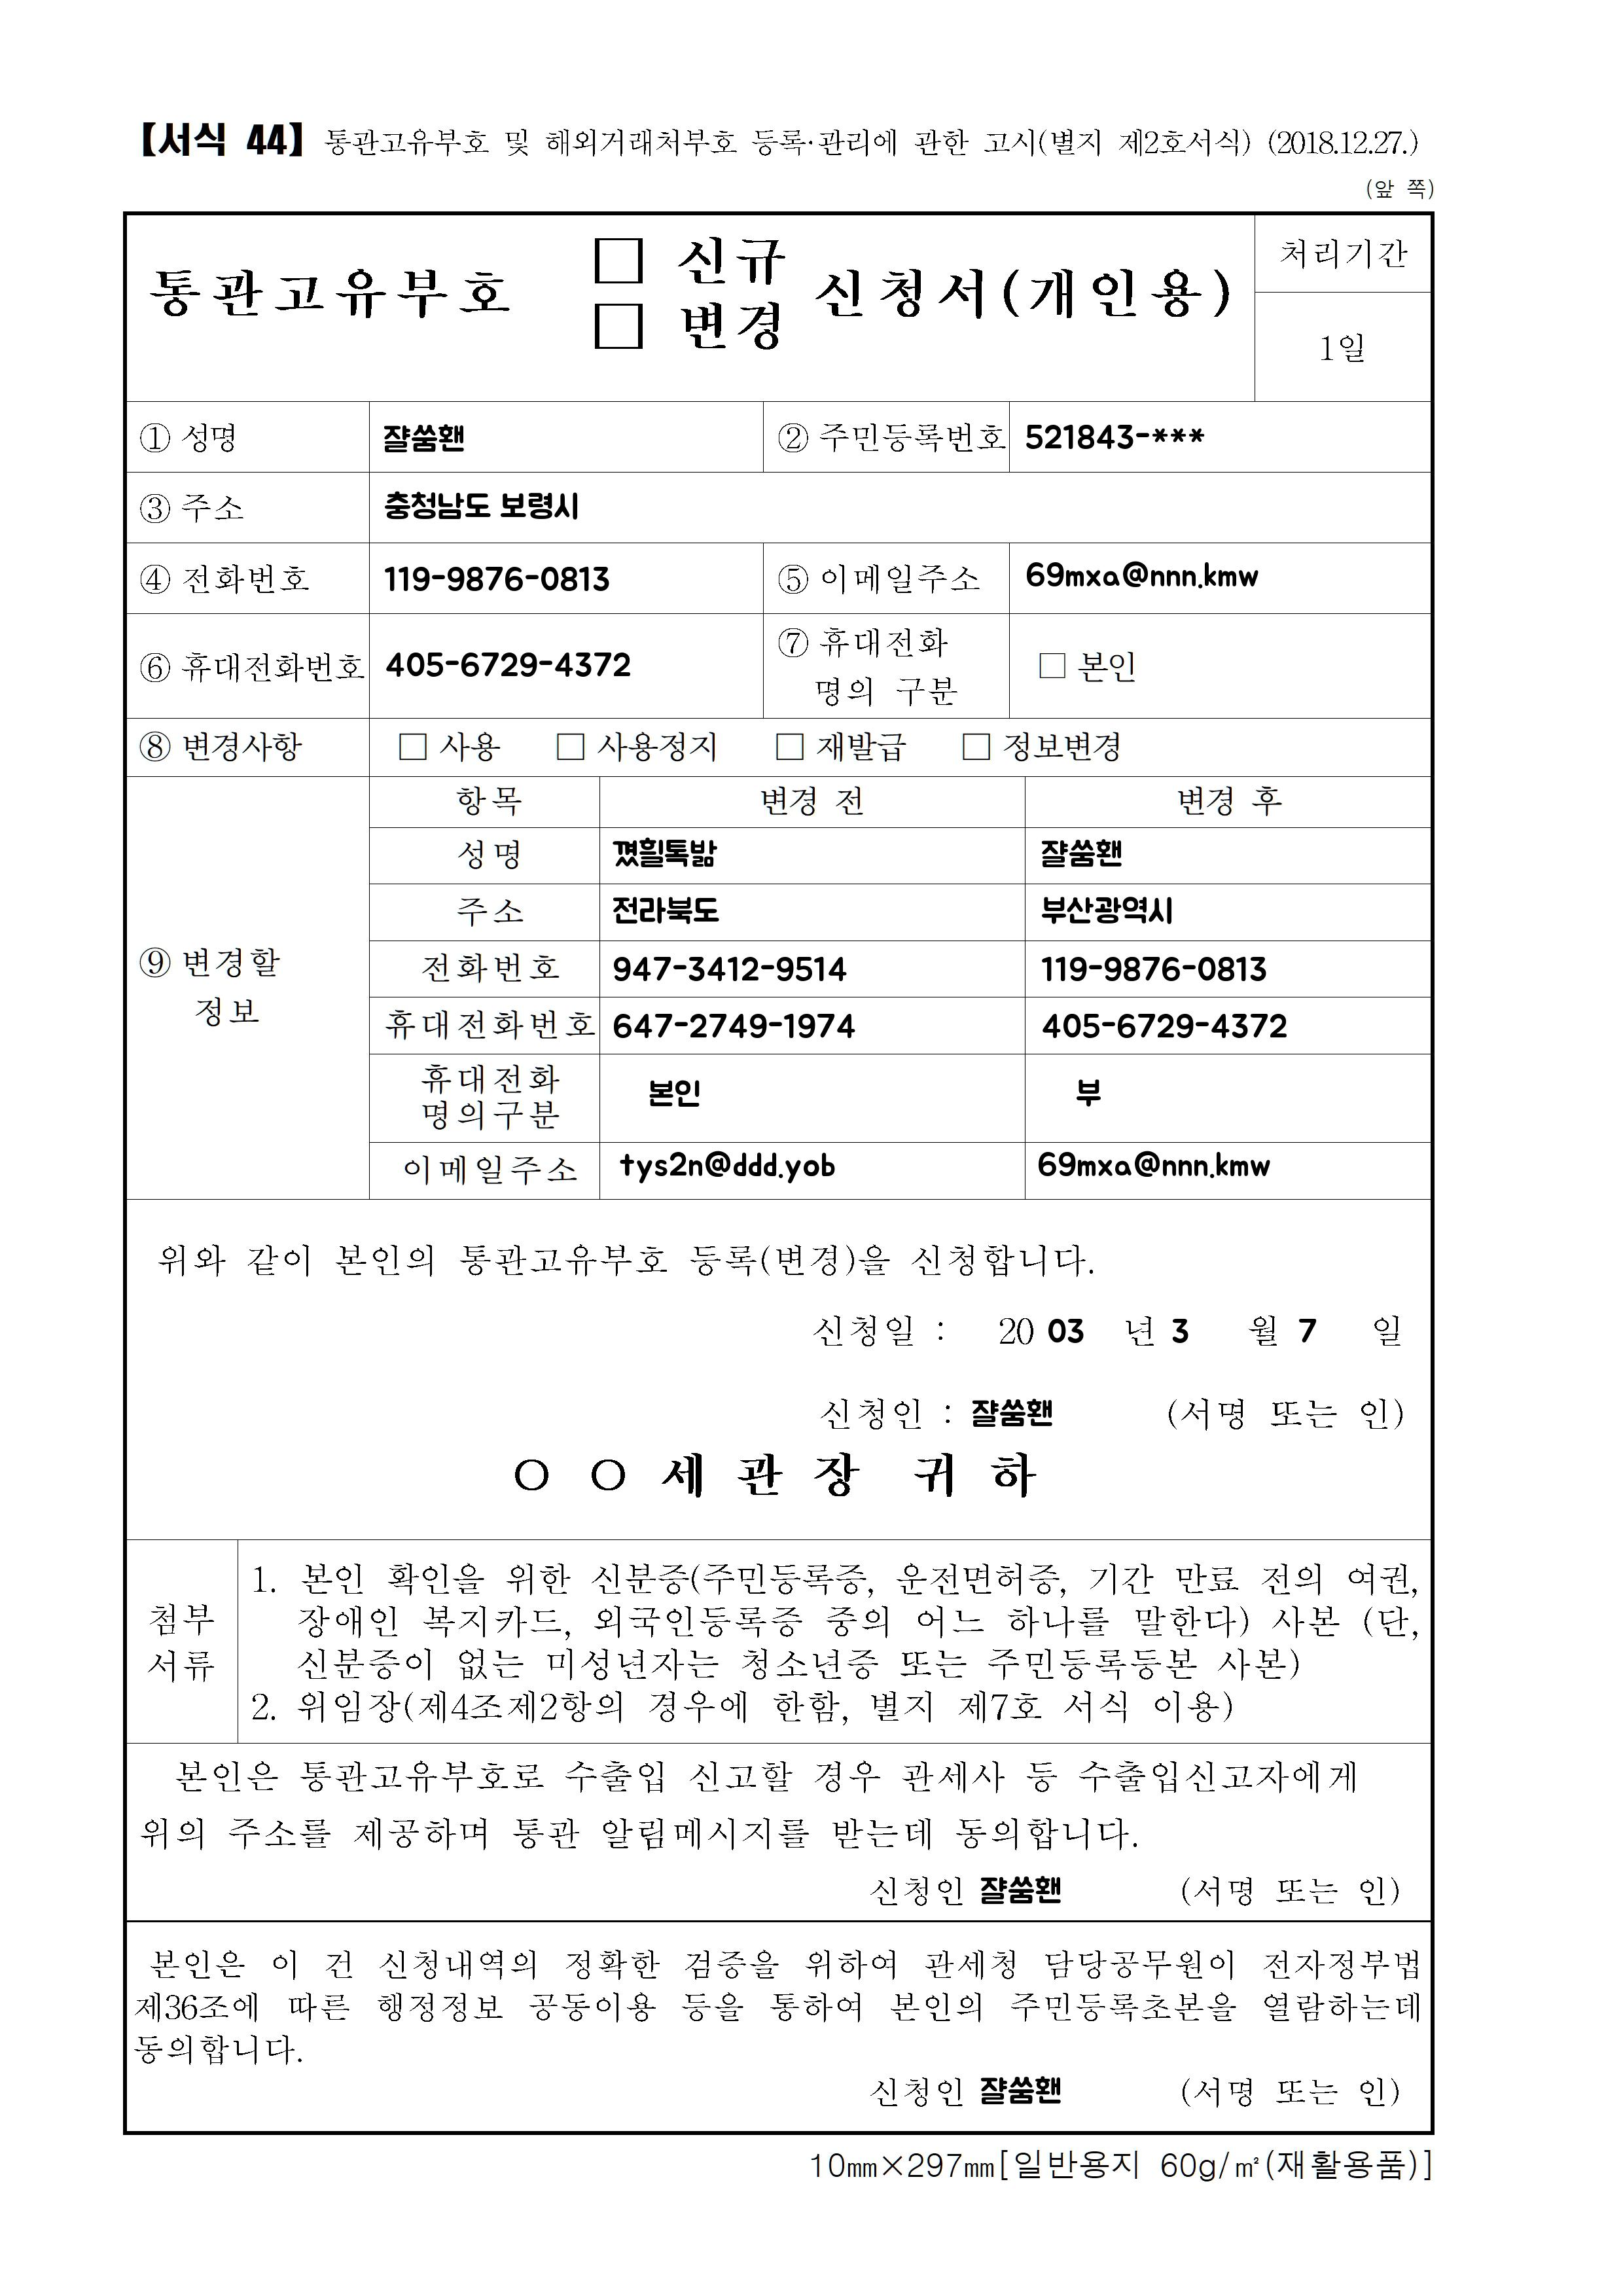 【서식 44】 통관고유부호 및 해외거래처부호 등록·관리에 관한 고시(별지 제2호서식) (2018.12.27.)
(앞 쪽)
통관고유부호 □ 신규 □ 변경 신청서(개인용)
처리기간
1일
① 성명 쟐쑴홴 ② 주민등록번호 521843-***
③ 주소 충청남도 보령시
④ 전화번호 119-9876-0813 ⑤ 이메일주소 69mxa@nnn.kmw
⑥ 휴대전화번호 405-6729-4372 ⑦ 휴대전화 명의 구분 □ 본인
⑧ 변경사항 □ 사용 □ 사용정지 □ 재발급 □ 정보변경
⑨ 변경할 정보
항목 변경 전 변경 후
성명 꼈흴톡밞 쟐쑴홴
주소 전라북도 부산광역시
전화번호 947-3412-9514 119-9876-0813
휴대전화번호 647-2749-1974 405-6729-4372
휴대전화 명의구분 본인 부
이메일주소 tys2n@ddd.yob 69mxa@nnn.kmw
위와 같이 본인의 통관고유부호 등록(변경)을 신청합니다.
신청일 : 20 03 년 3 월 7 일
신청인 : 쟐쑴홴 (서명 또는 인)
○ ○ 세 관 장 귀 하
첨부 서류
1. 본인 확인을 위한 신분증(주민등록증, 운전면허증, 기간 만료 전의 여권,
장애인 복지카드, 외국인등록증 중의 어느 하나를 말한다) 사본 (단,
신분증이 없는 미성년자는 청소년증 또는 주민등록등본 사본)
2. 위임장(제4조제2항의 경우에 한함, 별지 제7호 서식 이용)
본인은 통관고유부호로 수출입 신고할 경우 관세사 등 수출입신고자에게
위의 주소를 제공하며 통관 알림메시지를 받는데 동의합니다.
신청인 쟐쑴홴 (서명 또는 인)
본인은 이 건 신청내역의 정확한 검증을 위하여 관세청 담당공무원이 전자정부법
제36조에 따른 행정정보 공동이용 등을 통하여 본인의 주민등록초본을 열람하는데
동의합니다.
신청인 쟐쑴홴 (서명 또는 인)
10㎜×297㎜[일반용지 60g/㎡(재활용품)]